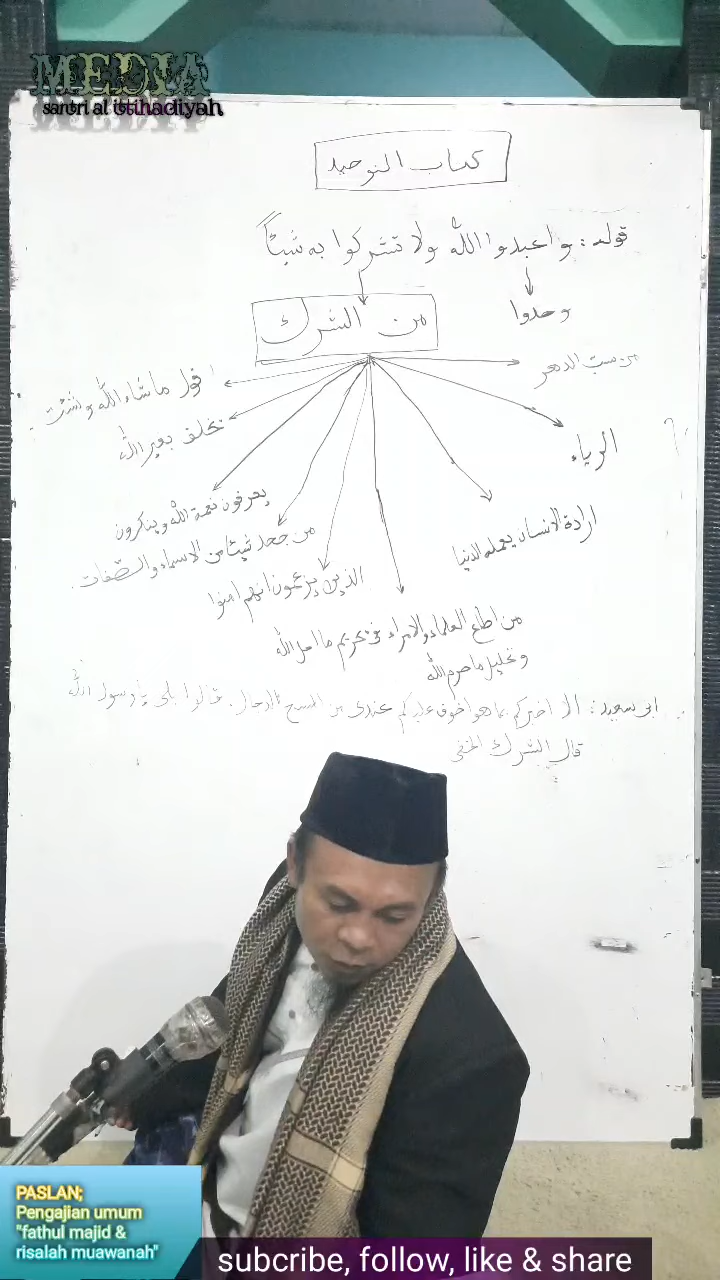 MEDIA
santri al ittihadiyah
كتاب التوحيد
قوله : واعبدوا الله ولا تشركوا به شيئاً
وحدوا
من الشرك
من سبّ الدهر
قول ما شاء الله وشئت
بغير الله
الرياء
يعرفون نعمة الله وينكرون
ارادة الانسان بعمله الدنيا
من جحد شيئا من الاسماء والصفات
الذين يزعمون انهم امنوا
من اطاع العلماء والامراء في تحريم ما احل الله
وتحليل ما حرم الله
ابي سعيد : الا اخبركم بما هو اخوف عليكم عندي من المسيح الدجال قالوا بلى يا رسول الله
قال الشرك الخفي
PASLAN;
Pengajian umum
"fathul majid &
risalah muawanah"
subcribe, follow, like & share